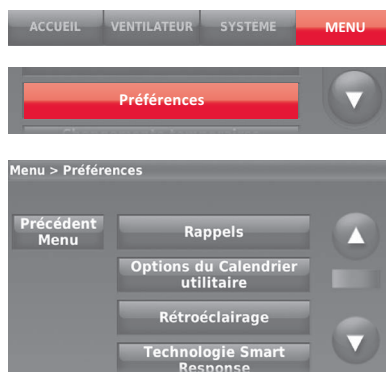 ACCUEIL VENTILATEUR SYSTEME MENU
Préférences
Menu > Préférences
Précédent
Menu
Rappels
Options du Calendrier
utilitaire
Rétroéclairage
Technologie Smart
Response